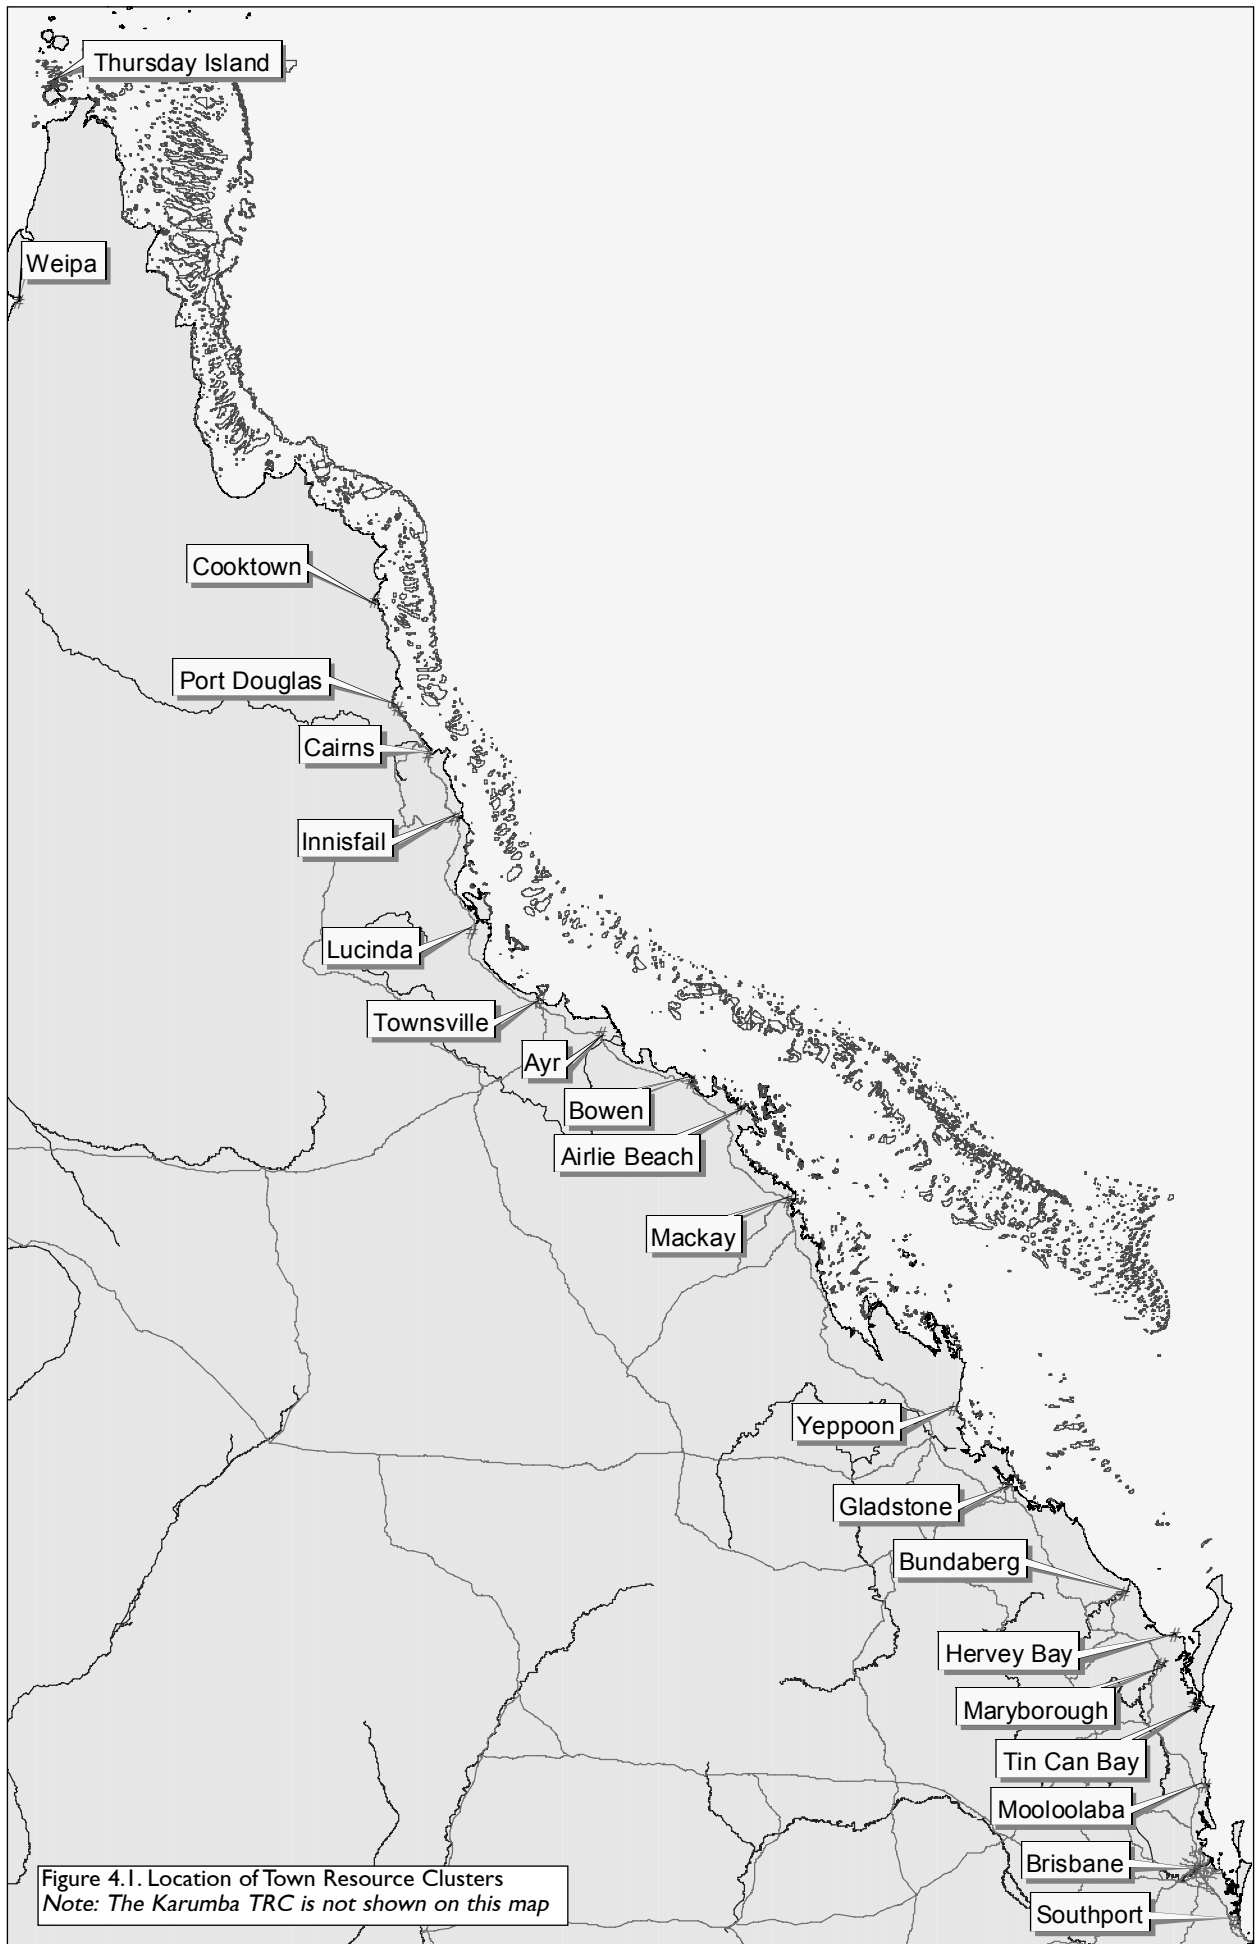 Thursday Island
Weipa
Cooktown
Port Douglas
Cairns
Innisfail
Lucinda
Townsville
Ayr
Bowen
Airlie Beach
Mackay
Yeppoon
Gladstone
Bundaberg
Hervey Bay
Maryborough
Tin Can Bay
Mooloolaba
Brisbane
Southport
Figure 4.1. Location of Town Resource Clusters
Note: The Karumba TRC is not shown on this map